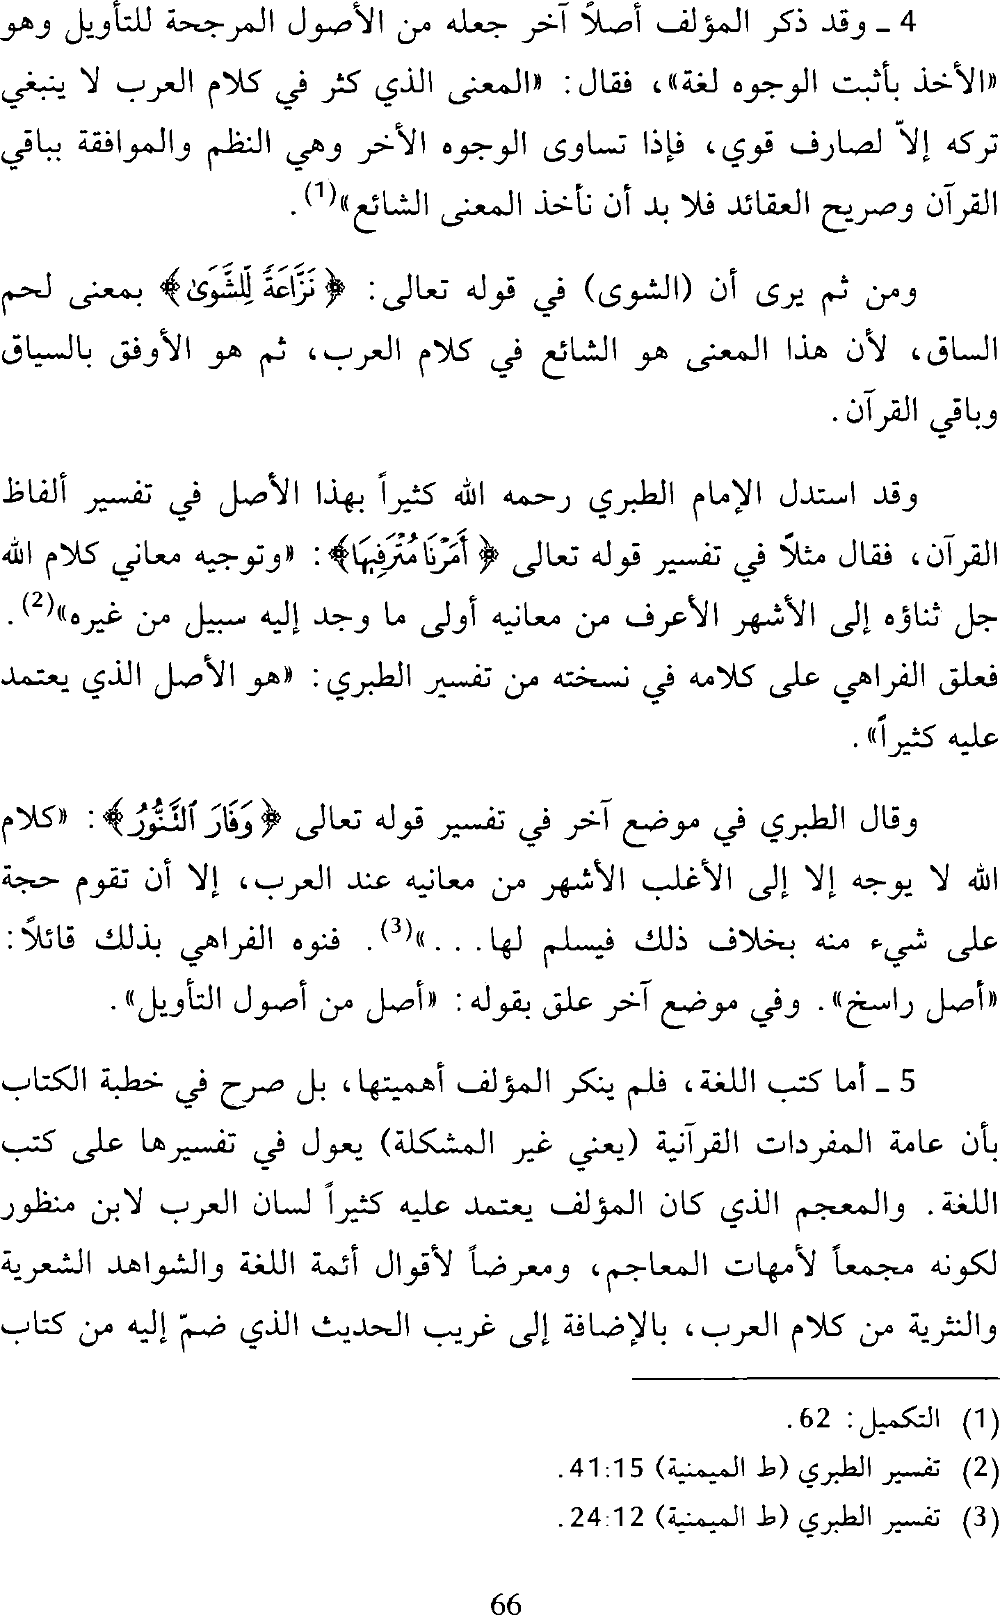 4 ـ وقد ذكر المؤلف أصلاً آخر جعله من الأصول المرجحة للتأويل وهو
«الأخذ بأثبت الوجوه لغة»، فقال: «المعنى الذي كثر في كلام العرب لا ينبغي
تركه إلاّ لصارف قوي، فإذا تساوى الوجوه الأخر وهي النظم والموافقة بباقي
القرآن وصريح العقائد فلا بد أن نأخذ المعنى الشائع»(1).
ومن ثم يرى أن (الشوى) في قوله تعالى: ﴿نَزَّاعَةً لِّلشَّوَىٰ﴾ بمعنى لحم
الساق، لأن هذا المعنى هو الشائع في كلام العرب، ثم هو الأوفق بالسياق
وباقي القرآن.
وقد استدل الإمام الطبري رحمه الله كثيراً بهذا الأصل في تفسير ألفاظ
القرآن، فقال مثلاً في تفسير قوله تعالى ﴿أَمَرْنَا مُتْرَفِيهَا﴾: «وتوجيه معاني كلام الله
جل ثناؤه إلى الأشهر الأعرف من معانيه أولى ما وجد إليه سبيل من غيره»(2).
فعلق الفراهي على كلامه في نسخته من تفسير الطبري: «هو الأصل الذي يعتمد
عليه كثيراً».
وقال الطبري في موضع آخر في تفسير قوله تعالى ﴿وَفَارَ ٱلتَّنُّورُ﴾: «كلام
الله لا يوجه إلا إلى الأغلب الأشهر من معانيه عند العرب، إلا أن تقوم حجة
على شيء منه بخلاف ذلك فيسلم لها...»(3). فنوه الفراهي بذلك قائلاً:
«أصل راسخ». وفي موضع آخر علق بقوله: «أصل من أصول التأويل».
5 ـ أما كتب اللغة، فلم ينكر المؤلف أهميتها، بل صرح في خطبة الكتاب
بأن عامة المفردات القرآنية (يعني غير المشكلة) يعول في تفسيرها على كتب
اللغة. والمعجم الذي كان المؤلف يعتمد عليه كثيراً لسان العرب لابن منظور
لكونه مجمعاً لأمهات المعاجم، ومعرضاً لأقوال أئمة اللغة والشواهد الشعرية
والنثرية من كلام العرب، بالإضافة إلى غريب الحديث الذي ضمّ إليه من كتاب
(1) التكميل: 62.
(2) تفسير الطبري (ط الميمنية) 41:15.
(3) تفسير الطبري (ط الميمنية) 24:12.
66